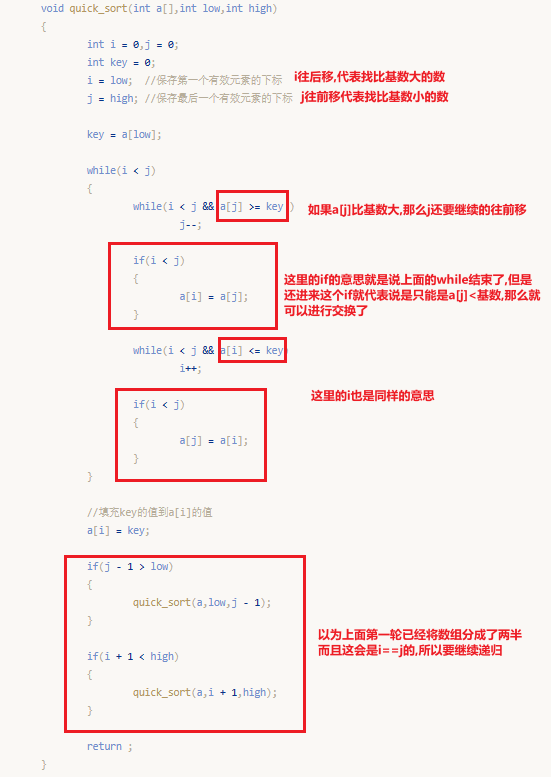 void quick_sort(int a[],int low,int high)
{
int i = 0,j = 0;
int key = 0;
i = low;  //保存第一个有效元素的下标
i往后移,代表找比基数大的数
j = high; //保存最后一个有效元素的下标
j往前移代表找比基数小的数
key = a[low];
while(i < j)
{
while(i < j && a[j] >= key )
如果a[j]比基数大,那么j还要继续的往前移
j--;
if(i < j)
{
a[i] = a[j];
}
这里的if的意思就是说上面的while结束了,但是
还进来这个if就代表说是只能是a[j]<基数,那么就
可以进行交换了
while(i < j && a[i] <= key)
i++;
这里的i也是同样的意思
if(i < j)
{
a[j] = a[i];
}
}
//填充key的值到a[i]的值
a[i] = key;
if(j - 1 > low)
{
quick_sort(a,low,j - 1);
}
if(i + 1 < high)
{
quick_sort(a,i + 1,high);
}
以为上面第一轮已经将数组分成了两半
而且这会是i==j的,所以要继续递归
return ;
}